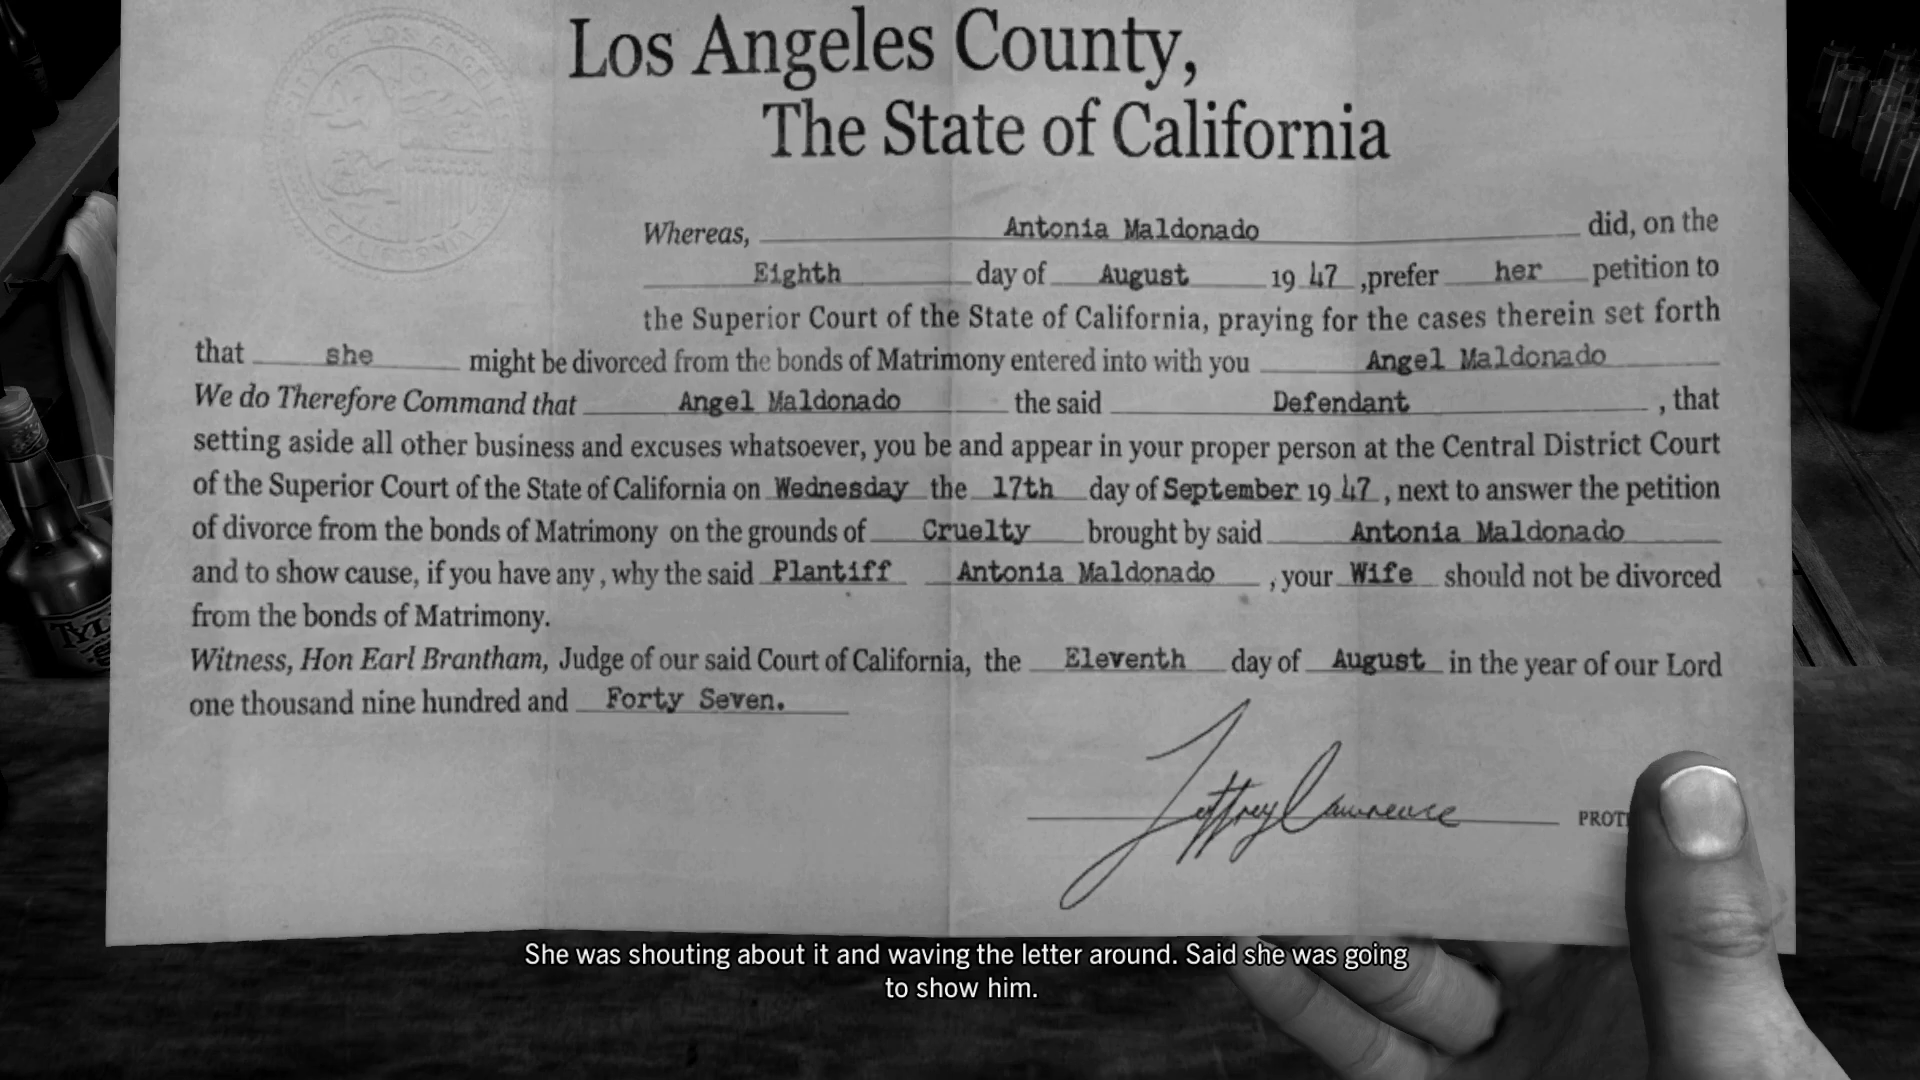 CITY OF LOS ANGELES
CALIFORNIA
Los Angeles County,
The State of California
Whereas, Antonia Maldonado did, on the
Eighth day of August 19 47 ,prefer her petition to
the Superior Court of the State of California, praying for the cases therein set forth
that she might be divorced from the bonds of Matrimony entered into with you Angel Maldonado
We do Therefore Command that Angel Maldonado the said Defendant , that
setting aside all other business and excuses whatsoever, you be and appear in your proper person at the Central District Court
of the Superior Court of the State of California on Wednesday the 17th day of September 19 47 , next to answer the petition
of divorce from the bonds of Matrimony on the grounds of Cruelty brought by said Antonia Maldonado
and to show cause, if you have any , why the said Plantiff Antonia Maldonado , your Wife should not be divorced
from the bonds of Matrimony.
Witness, Hon Earl Brantham, Judge of our said Court of California, the Eleventh day of August in the year of our Lord
one thousand nine hundred and Forty Seven.
Jeffrey Lawrence
She was shouting about it and waving the letter around. Said she was going
to show him.